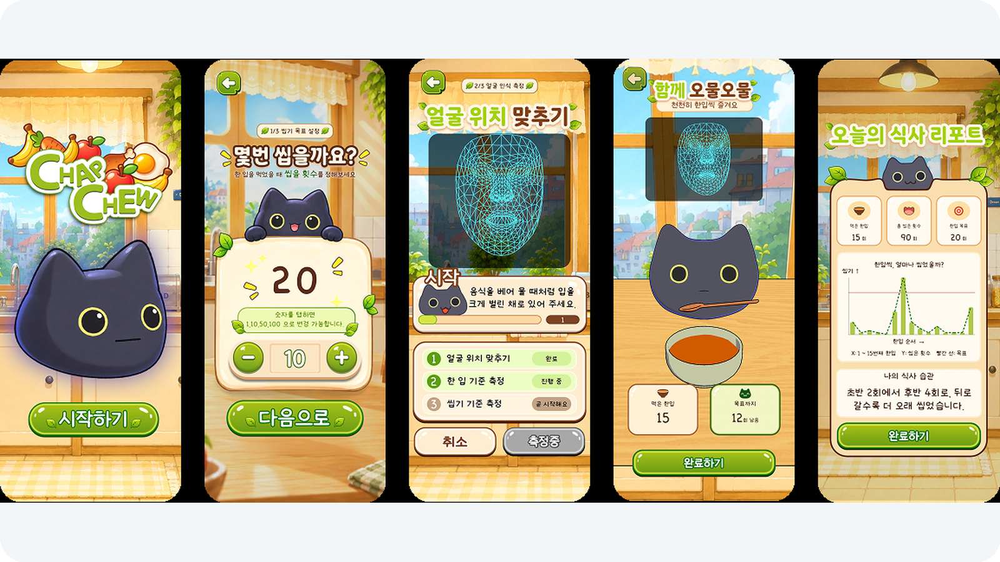 CHAP
CHEW
시작하기
1/3 씹기 목표 설정
몇번 씹을까요?
한 입을 먹었을 때 씹을 횟수를 정해보세요
20
숫자를 탭하면
1,10,50,100 으로 변경 가능합니다.
10
다음으로
2/3 얼굴 인식 측정
얼굴 위치 맞추기
시작
음식을 베어 물 때처럼 입을
크게 벌린 채로 있어 주세요.
1
1 얼굴 위치 맞추기 완료
2 한 입 기준 측정 진행 중
3 씹기 기준 측정 곧 시작해요
취소
측정중
함께 오물오물
천천히 한입씩 즐겨요
먹은 한입
15
목표까지
12회 남음
완료하기
오늘의 식사 리포트
먹은 한입
15 회
총 씹은 횟수
90 회
한입 목표
20 회
한입씩, 얼마나 씹었을까?
씹기 ↑
한입 순서 →
X: 1 ~ 15번째 한입 Y: 씹은 횟수 빨간 선: 목표
나의 식사 습관
초반 2회에서 후반 4회로, 뒤로
갈수록 더 오래 씹었습니다.
완료하기